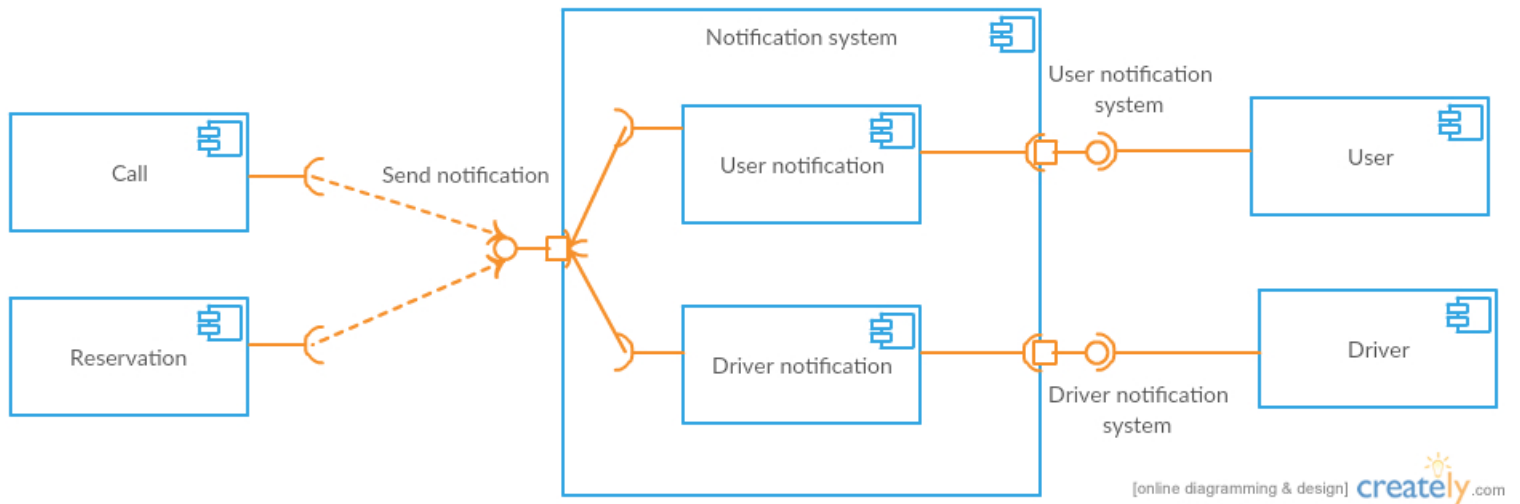 Notification system
User notification
system
Call
Send notification
User notification
User
Reservation
Driver notification
Driver
Driver notification
system
[online diagramming & design] creately.com